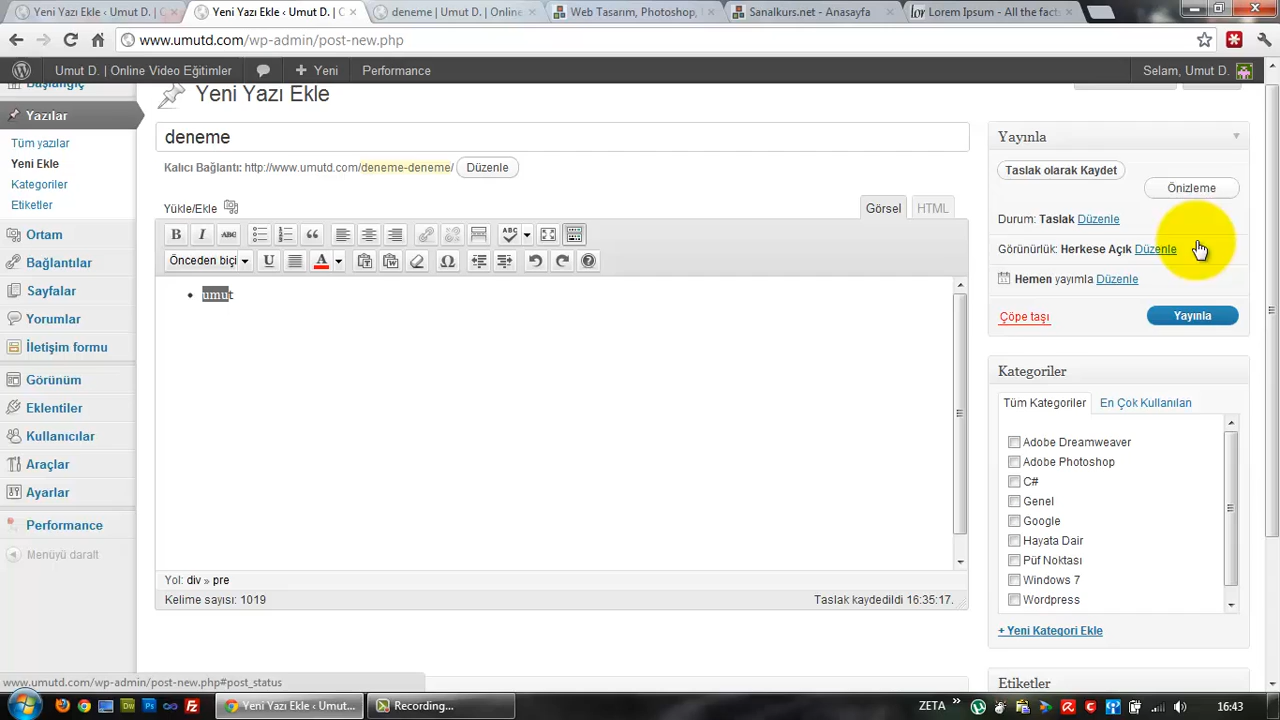 Yeni Yazı Ekle ‹ Umut D. ( C
Yeni Yazı Ekle ‹ Umut D. ( C
deneme | Umut D. | Online
Web Tasarım, Photoshop,
Sanalkurs.net - Anasayfa
Lorem Ipsum - All the facts
www.umutd.com/wp-admin/post-new.php
Umut D. | Online Video Eğitimler
Yeni
Performance
Selam, Umut D.
Başlangıç
Yazılar
Tüm yazılar
Yeni Ekle
Kategoriler
Etiketler
Ortam
Bağlantılar
Sayfalar
Yorumlar
İletişim formu
Görünüm
Eklentiler
Kullanıcılar
Araçlar
Ayarlar
Performance
Menüyü daralt
Yeni Yazı Ekle
deneme
Kalıcı Bağlantı: http://www.umutd.com/deneme-deneme/ Düzenle
Yükle/Ekle
Görsel HTML
B I ABC
Önceden biçi U A Ω
• umut
Yol: div » pre
Kelime sayısı: 1019
Taslak kaydedildi 16:35:17.
Yayınla
Taslak olarak Kaydet
Önizleme
Durum: Taslak Düzenle
Görünürlük: Herkese Açık Düzenle
Hemen yayımla Düzenle
Çöpe taşı
Yayınla
Kategoriler
Tüm Kategoriler
En Çok Kullanılan
Adobe Dreamweaver
Adobe Photoshop
C#
Genel
Google
Hayata Dair
Püf Noktası
Windows 7
Wordpress
+ Yeni Kategori Ekle
Etiketler
www.umutd.com/wp-admin/post-new.php#post_status
Yeni Yazı Ekle ‹ Umut...
Recording...
ZETA
16:43